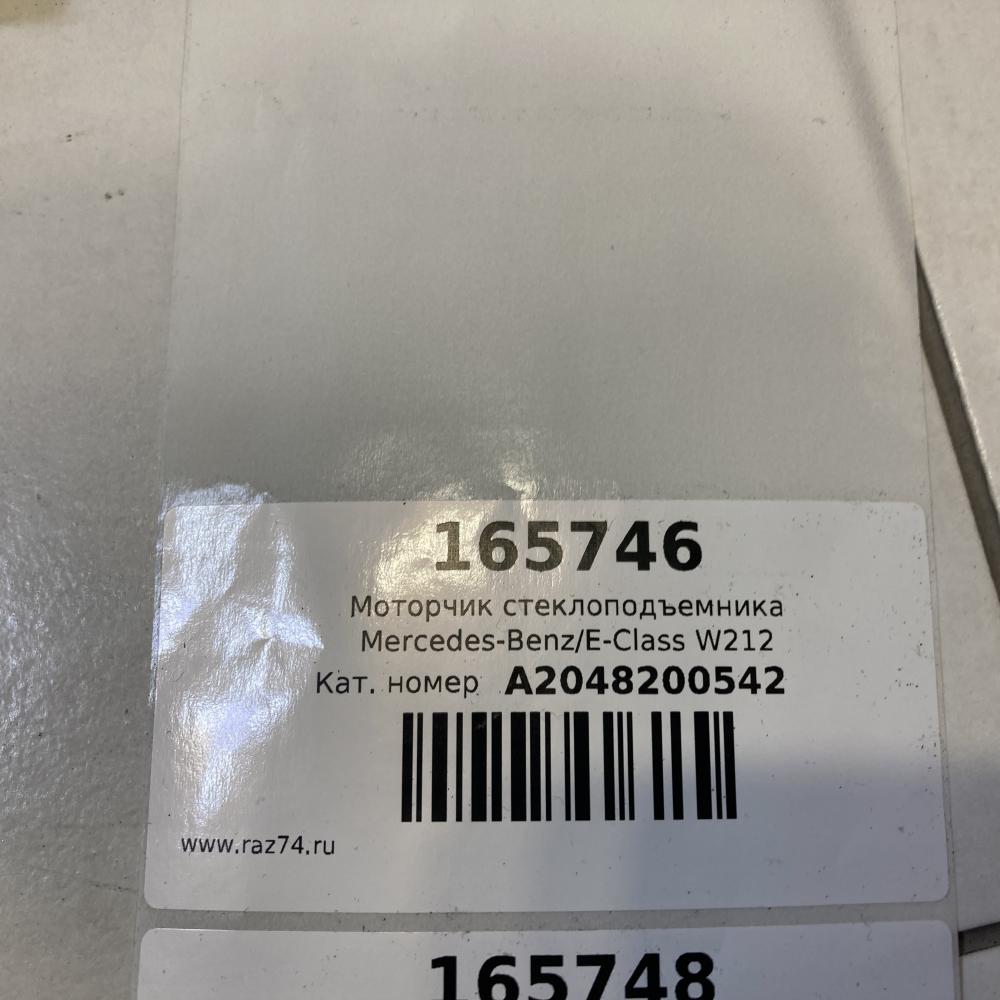 165746
Моторчик стеклоподъемника
Mercedes-Benz/E-Class W212
Кат. номер A2048200542
www.raz74.ru
165748